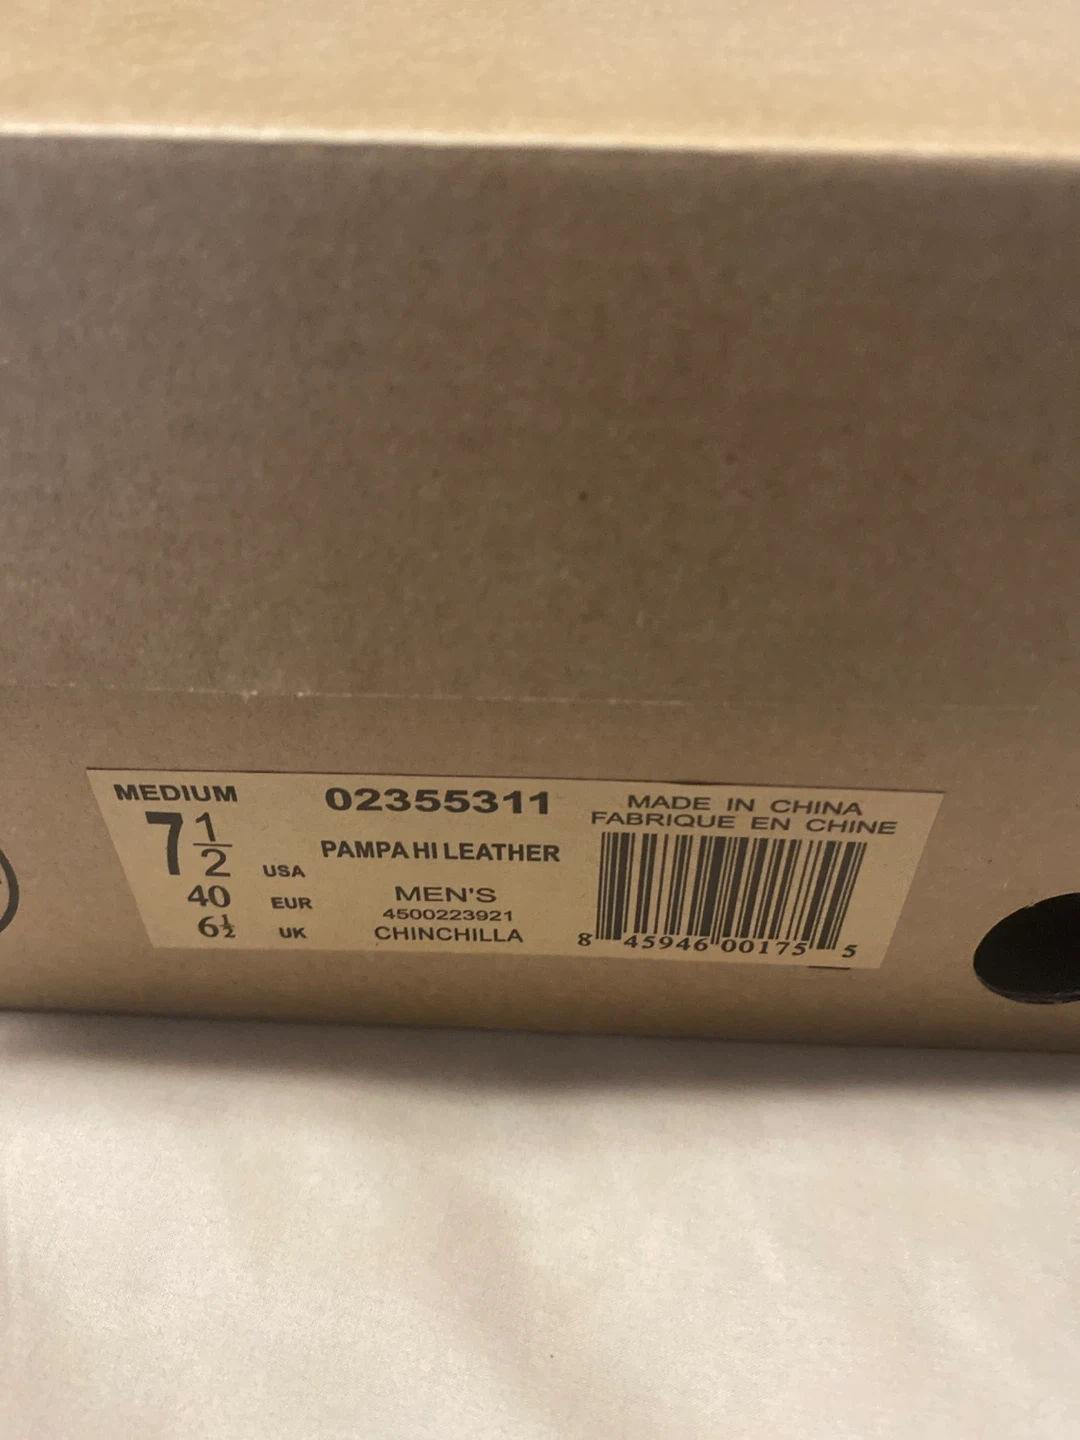 MEDIUM
7 1/2 USA
40 EUR
6½ UK
02355311
PAMPA HI LEATHER
MEN'S
4500223921
CHINCHILLA
MADE IN CHINA
FABRIQUE EN CHINE
8 45946 00175 5